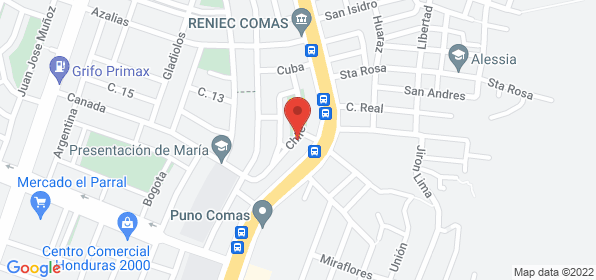 Juan Jose Muñoz
Azalias
RENIEC COMAS
San Isidro
Huaraz
LIbertad
Grifo Primax
Gladiolos
Cuba
Sta Rosa
Alessia
Canada
C. 15
C. 13
C. Real
San Andres
Sta Rosa
Argentina
Presentación de María
Chile
Jiron Lima
Mercado el Parral
Bogota
Puno Comas
Centro Comercial
Honduras 2000
Miraflores
Unión
Map data ©2022